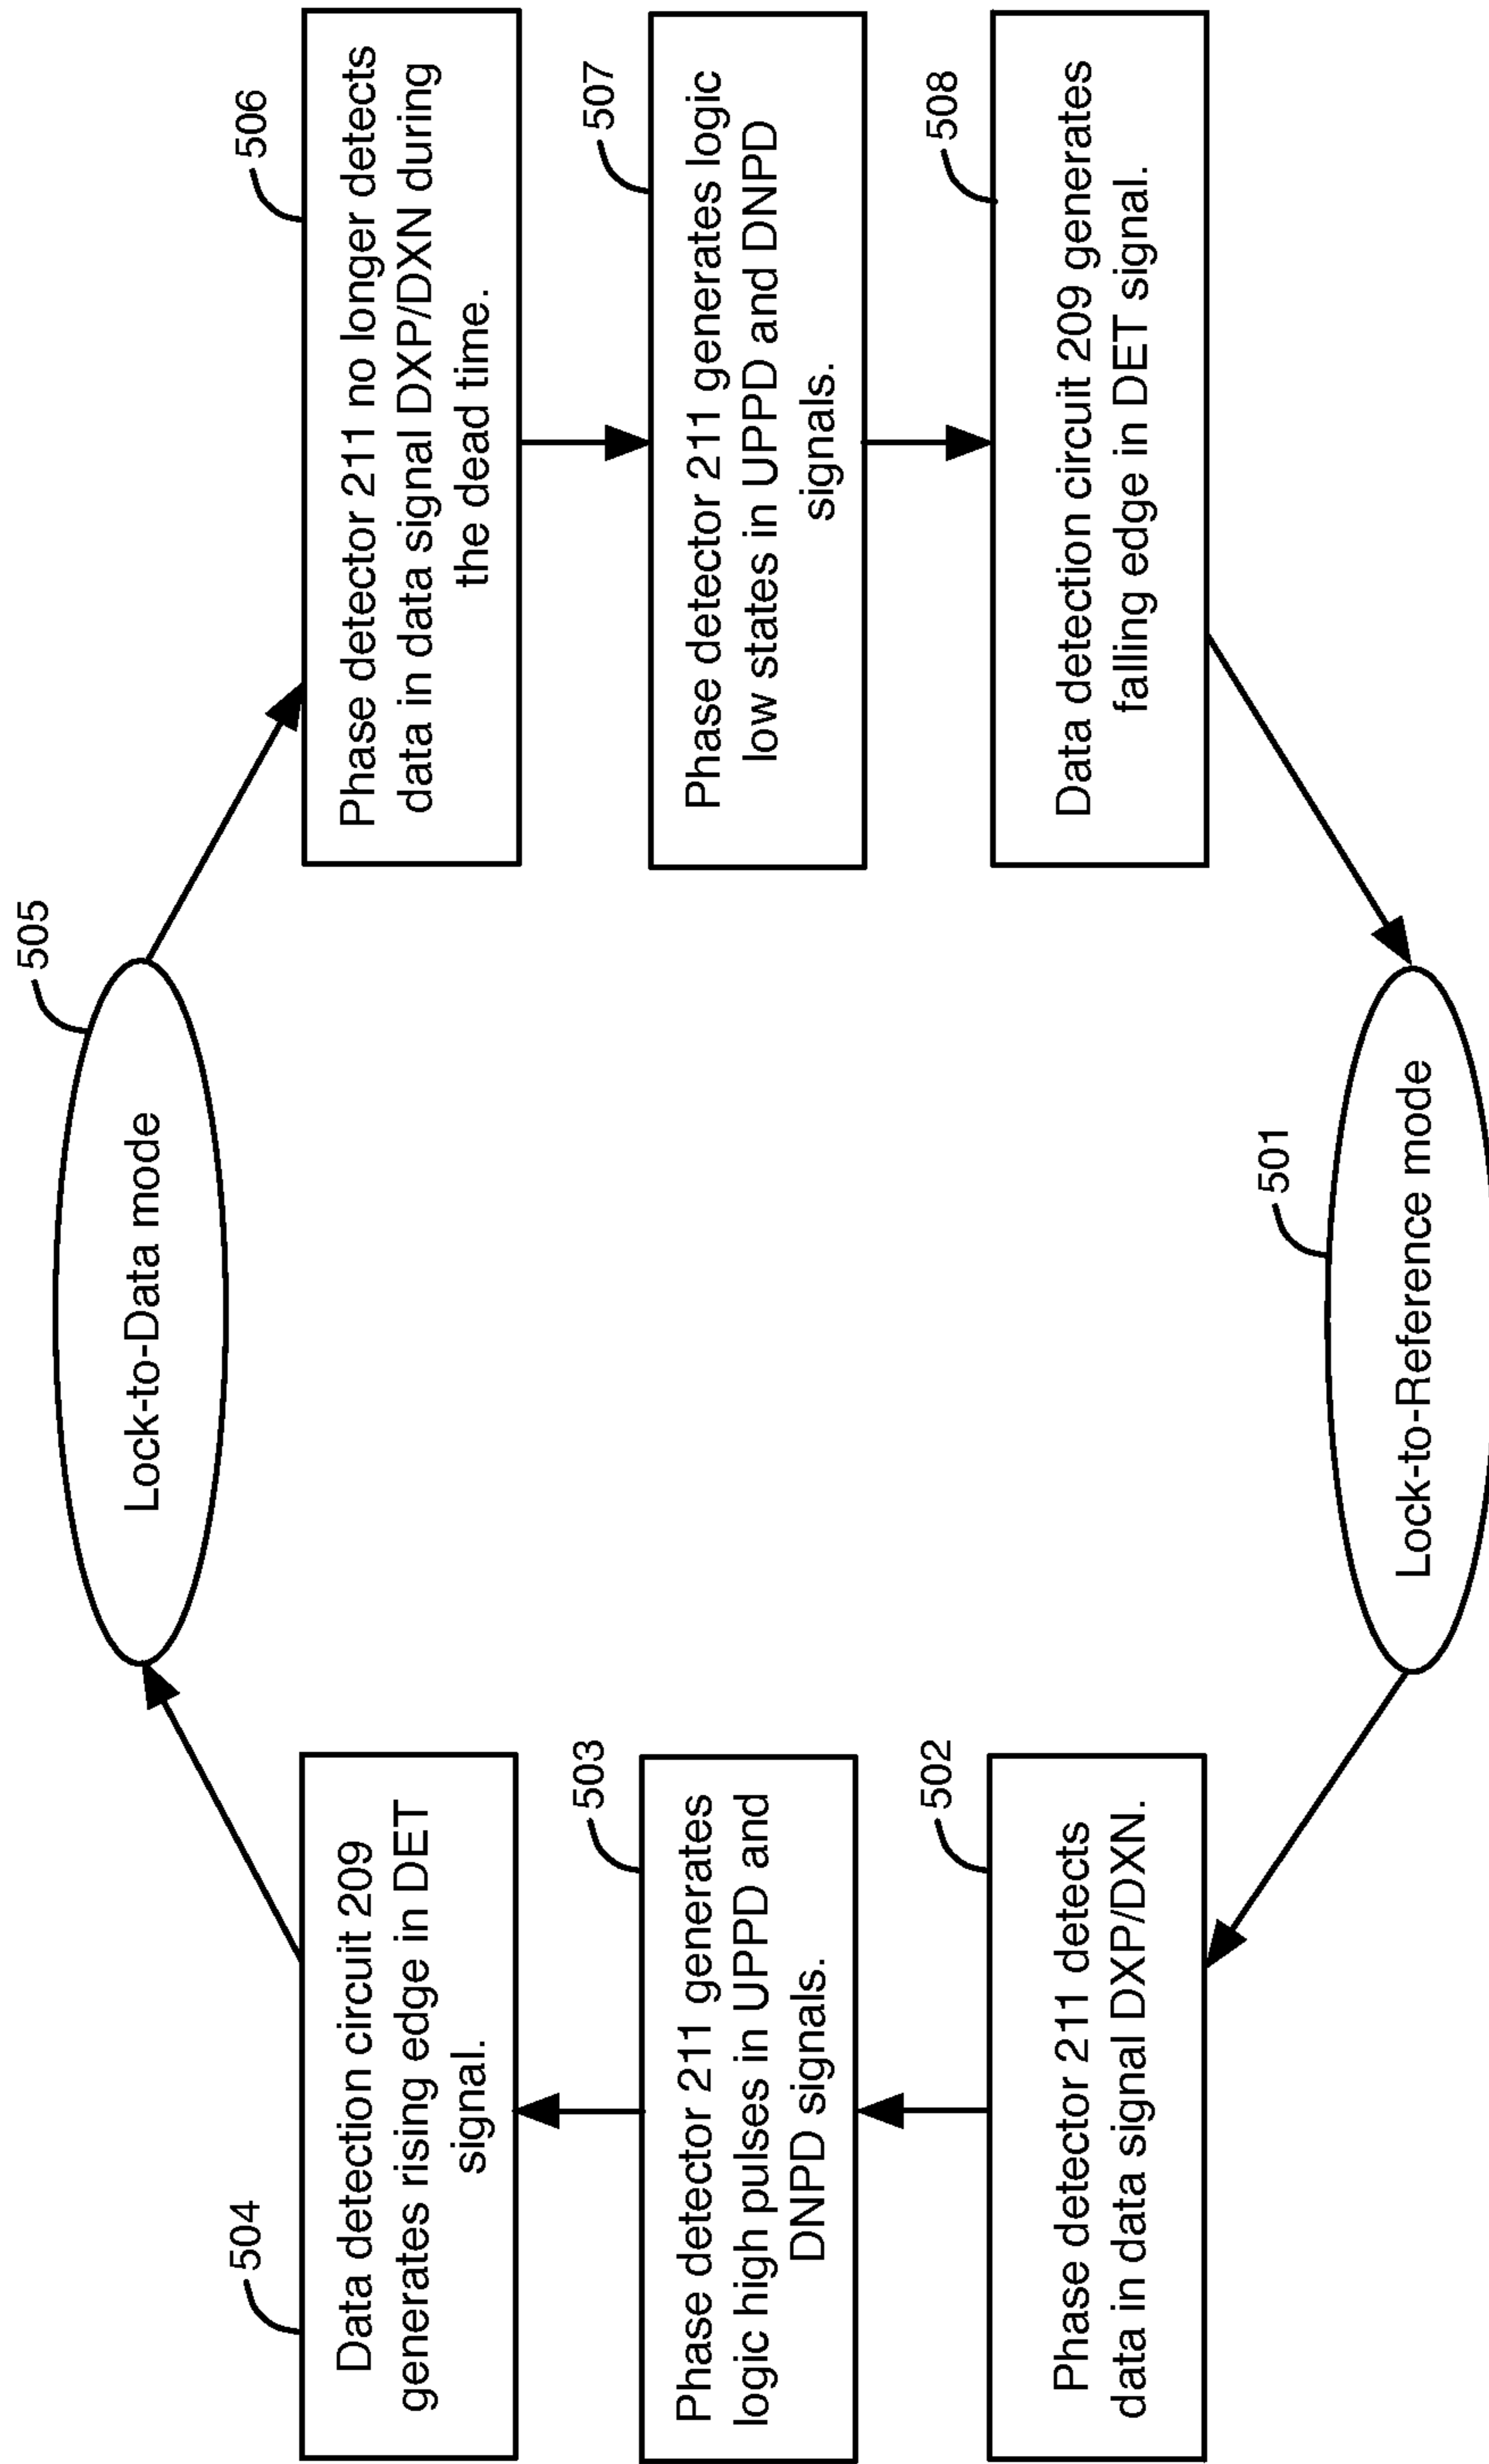 505
Lock-to-Data mode
504
Data detection circuit 209
generates rising edge in DET
signal.
503
Phase detector 211 generates
logic high pulses in UPPD and
DNPD signals.
502
Phase detector 211 detects
data in data signal DXP/DXN.
506
Phase detector 211 no longer detects
data in data signal DXP/DXN during
the dead time.
507
Phase detector 211 generates logic
low states in UPPD and DNPD
signals.
508
Data detection circuit 209 generates
falling edge in DET signal.
501
Lock-to-Reference mode